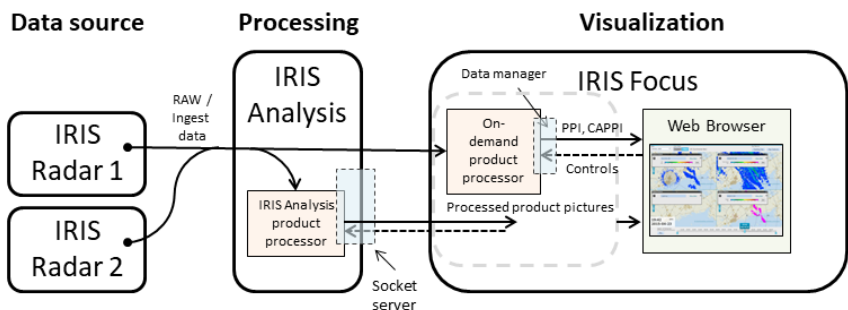 Data source
Processing
Visualization
IRIS
Radar 1
IRIS
Radar 2
RAW /
Ingest
data
IRIS
Analysis
IRIS Analysis
product
processor
Socket
server
IRIS Focus
Data manager
On-
demand
product
processor
PPI, CAPPI
Controls
Processed product pictures
Web Browser